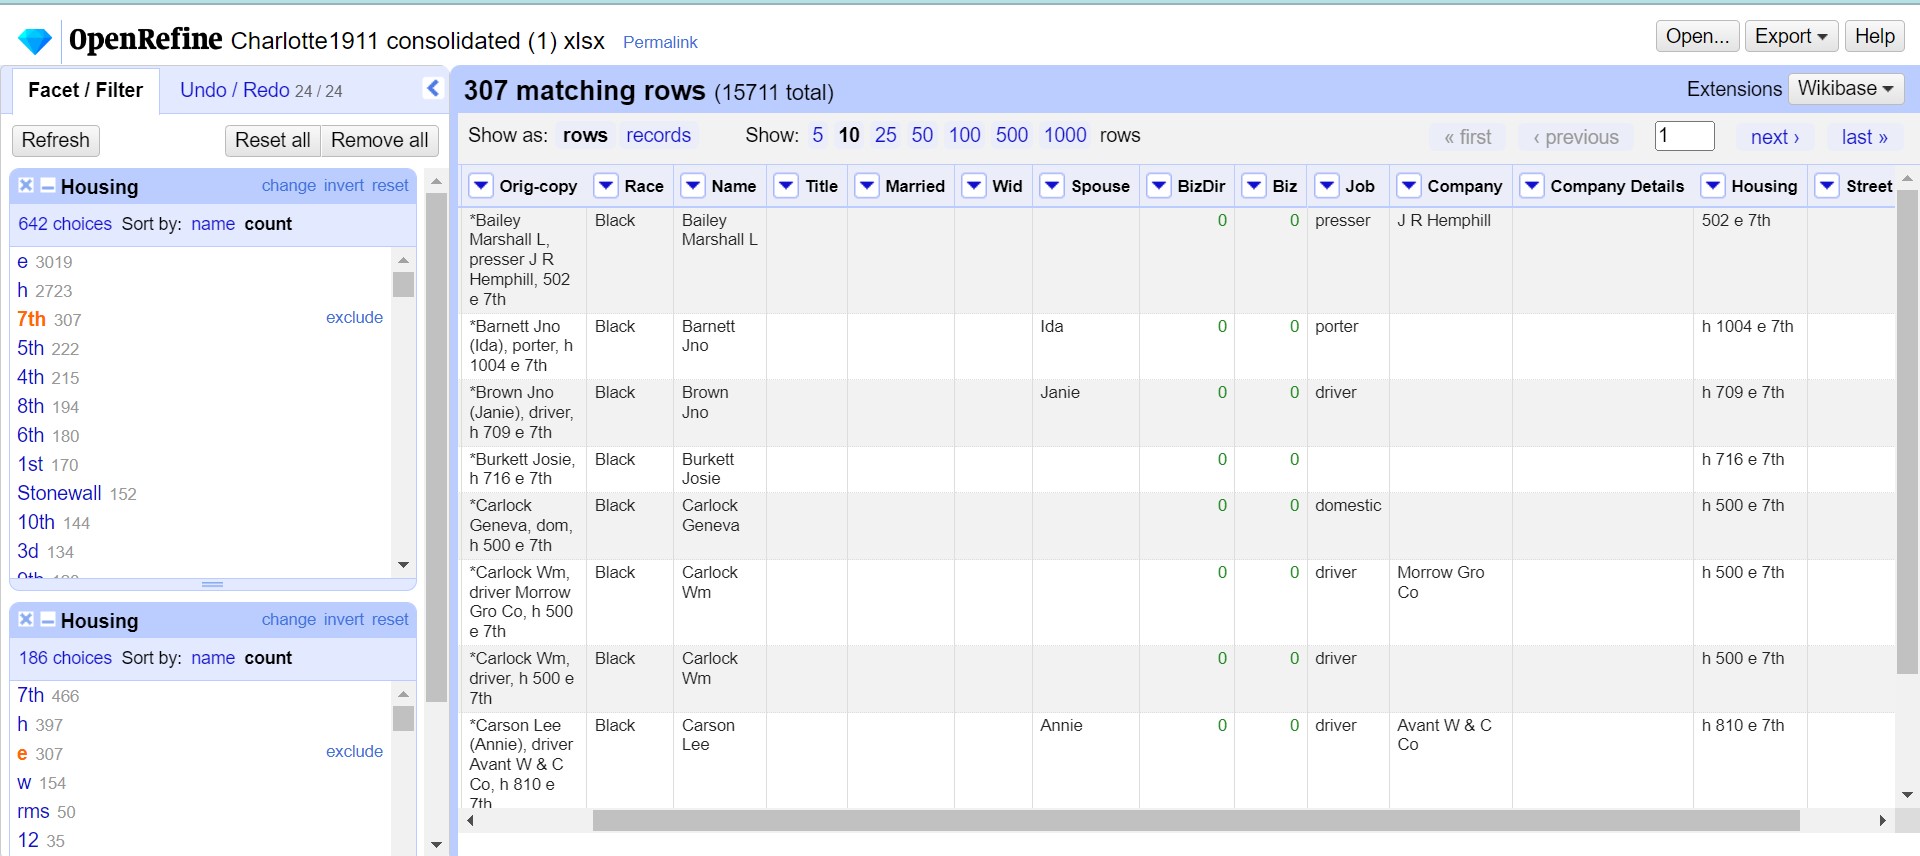 OpenRefine Charlotte1911 consolidated (1) xlsx Permalink
Open... Export Help
Facet / Filter Undo / Redo 24 / 24
Refresh Reset all Remove all
Housing change invert reset
642 choices Sort by: name count
e 3019
h 2723
7th 307 exclude
5th 222
4th 215
8th 194
6th 180
1st 170
Stonewall 152
10th 144
3d 134
Housing change invert reset
186 choices Sort by: name count
7th 466
h 397
e 307 exclude
w 154
rms 50
12 35
307 matching rows (15711 total)
Extensions Wikibase
Show as: rows records Show: 5 10 25 50 100 500 1000 rows
« first ‹ previous 1 next › last »
Orig-copy Race Name Title Married Wid Spouse BizDir Biz Job Company Company Details Housing Street
*Bailey Black Bailey 0 0 presser J R Hemphill 502 e 7th
Marshall L, Marshall L
presser J R
Hemphill, 502
e 7th
*Barnett Jno Black Barnett Ida 0 0 porter h 1004 e 7th
(Ida), porter, h Jno
1004 e 7th
*Brown Jno Black Brown Janie 0 0 driver h 709 e 7th
(Janie), driver, Jno
h 709 e 7th
*Burkett Josie, Black Burkett 0 0 h 716 e 7th
h 716 e 7th Josie
*Carlock Black Carlock 0 0 domestic h 500 e 7th
Geneva, dom, Geneva
h 500 e 7th
*Carlock Wm, Black Carlock 0 0 driver Morrow Gro h 500 e 7th
driver Morrow Wm Co
Gro Co, h 500
e 7th
*Carlock Wm, Black Carlock 0 0 driver h 500 e 7th
driver, h 500 e Wm
7th
*Carson Lee Black Carson Annie 0 0 driver Avant W & C h 810 e 7th
(Annie), driver Lee Co
Avant W & C
Co, h 810 e
7th